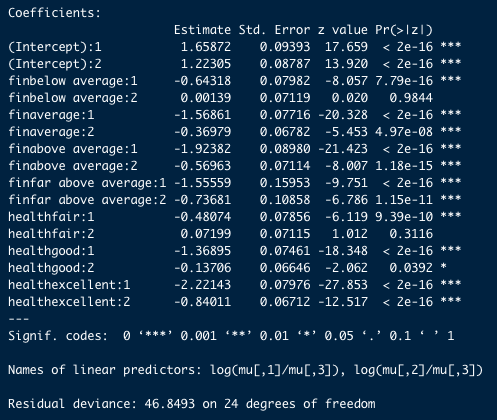 Coefficients:
                         Estimate Std. Error z value Pr(>|z|)
(Intercept):1             1.65872    0.09393  17.659  < 2e-16 ***
(Intercept):2             1.22305    0.08787  13.920  < 2e-16 ***
finbelow average:1       -0.64318    0.07982  -8.057 7.79e-16 ***
finbelow average:2        0.00139    0.07119   0.020   0.9844
finaverage:1             -1.56861    0.07716 -20.328  < 2e-16 ***
finaverage:2             -0.36979    0.06782  -5.453 4.97e-08 ***
finabove average:1       -1.92382    0.08980 -21.423  < 2e-16 ***
finabove average:2       -0.56963    0.07114  -8.007 1.18e-15 ***
finfar above average:1 -1.55559    0.15953  -9.751  < 2e-16 ***
finfar above average:2 -0.73681    0.10858  -6.786 1.15e-11 ***
healthfair:1             -0.48074    0.07856  -6.119 9.39e-10 ***
healthfair:2              0.07199    0.07115   1.012   0.3116
healthgood:1             -1.36895    0.07461 -18.348  < 2e-16 ***
healthgood:2             -0.13706    0.06646  -2.062   0.0392 *
healthexcellent:1        -2.22143    0.07976 -27.853  < 2e-16 ***
healthexcellent:2        -0.84011    0.06712 -12.517  < 2e-16 ***
---
Signif. codes:  0 ‘***’ 0.001 ‘**’ 0.01 ‘*’ 0.05 ‘.’ 0.1 ‘ ’ 1
Names of linear predictors: log(mu[,1]/mu[,3]), log(mu[,2]/mu[,3])
Residual deviance: 46.8493 on 24 degrees of freedom